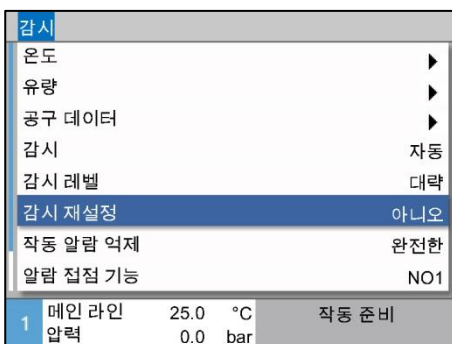 감시
온도
유량
공구 데이터
감시 자동
감시 레벨 대략
감시 재설정 아니오
작동 알람 억제 완전한
알람 접점 기능 NO1
1 메인 라인 25.0 °C 작동 준비
압력 0.0 bar